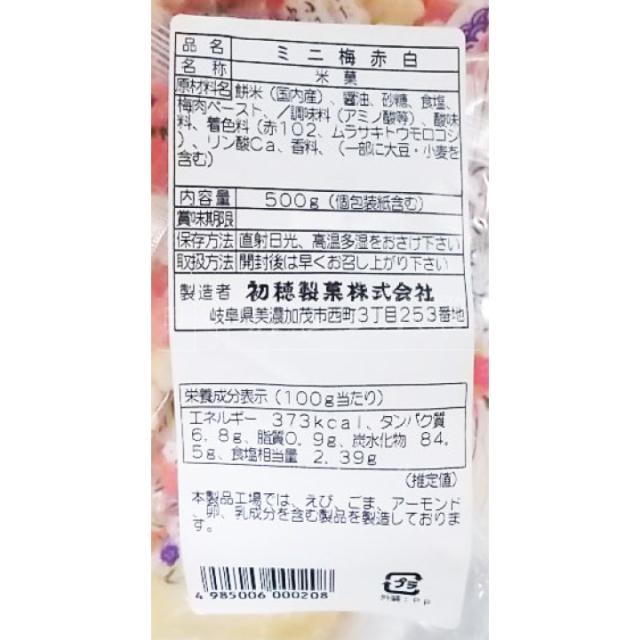 品名 ミニ梅赤白
名称 米菓
原材料名 餅米（国内産）、醤油、砂糖、食塩、
梅肉ペースト、／調味料（アミノ酸等）、酸味
料、着色料（赤102、ムラサキトウモロコシ
）、リン酸Ca、香料、（一部に大豆・小麦を
含む）
内容量 500g（個包装紙含む）
賞味期限
保存方法 直射日光、高温多湿をおさけ下さい
取扱方法 開封後は早くお召し上がり下さい
製造者 初穂製菓株式会社
岐阜県美濃加茂市西町3丁目253番地
栄養成分表示（100g当たり）
エネルギー 373kcal、タンパク質
6.8g、脂質0.9g、炭水化物 84.
5g、食塩相当量 2.39g
（推定値）
本製品工場では、えび、ごま、アーモンド
、卵、乳成分を含む製品を製造しておりま
す。
4 985006 000208
プラ
外装：PP